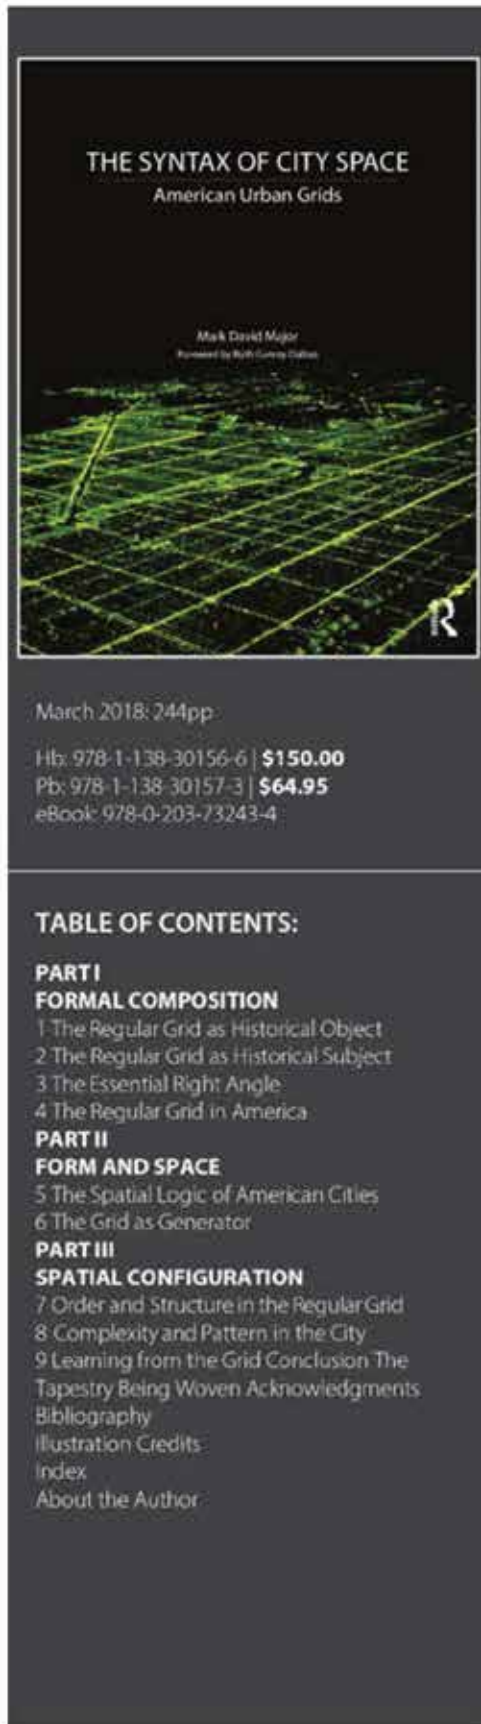 THE SYNTAX OF CITY SPACE
American Urban Grids
Mark David Major
Foreword by Ruth Conroy Dalton
R
March 2018: 244pp
Hb: 978-1-138-30156-6 | $150.00
Pb: 978-1-138-30157-3 | $64.95
eBook: 978-0-203-73243-4
TABLE OF CONTENTS:
PART I
FORMAL COMPOSITION
1 The Regular Grid as Historical Object
2 The Regular Grid as Historical Subject
3 The Essential Right Angle
4 The Regular Grid in America
PART II
FORM AND SPACE
5 The Spatial Logic of American Cities
6 The Grid as Generator
PART III
SPATIAL CONFIGURATION
7 Order and Structure in the Regular Grid
8 Complexity and Pattern in the City
9 Learning from the Grid Conclusion The
Tapestry Being Woven Acknowledgments
Bibliography
Illustration Credits
Index
About the Author